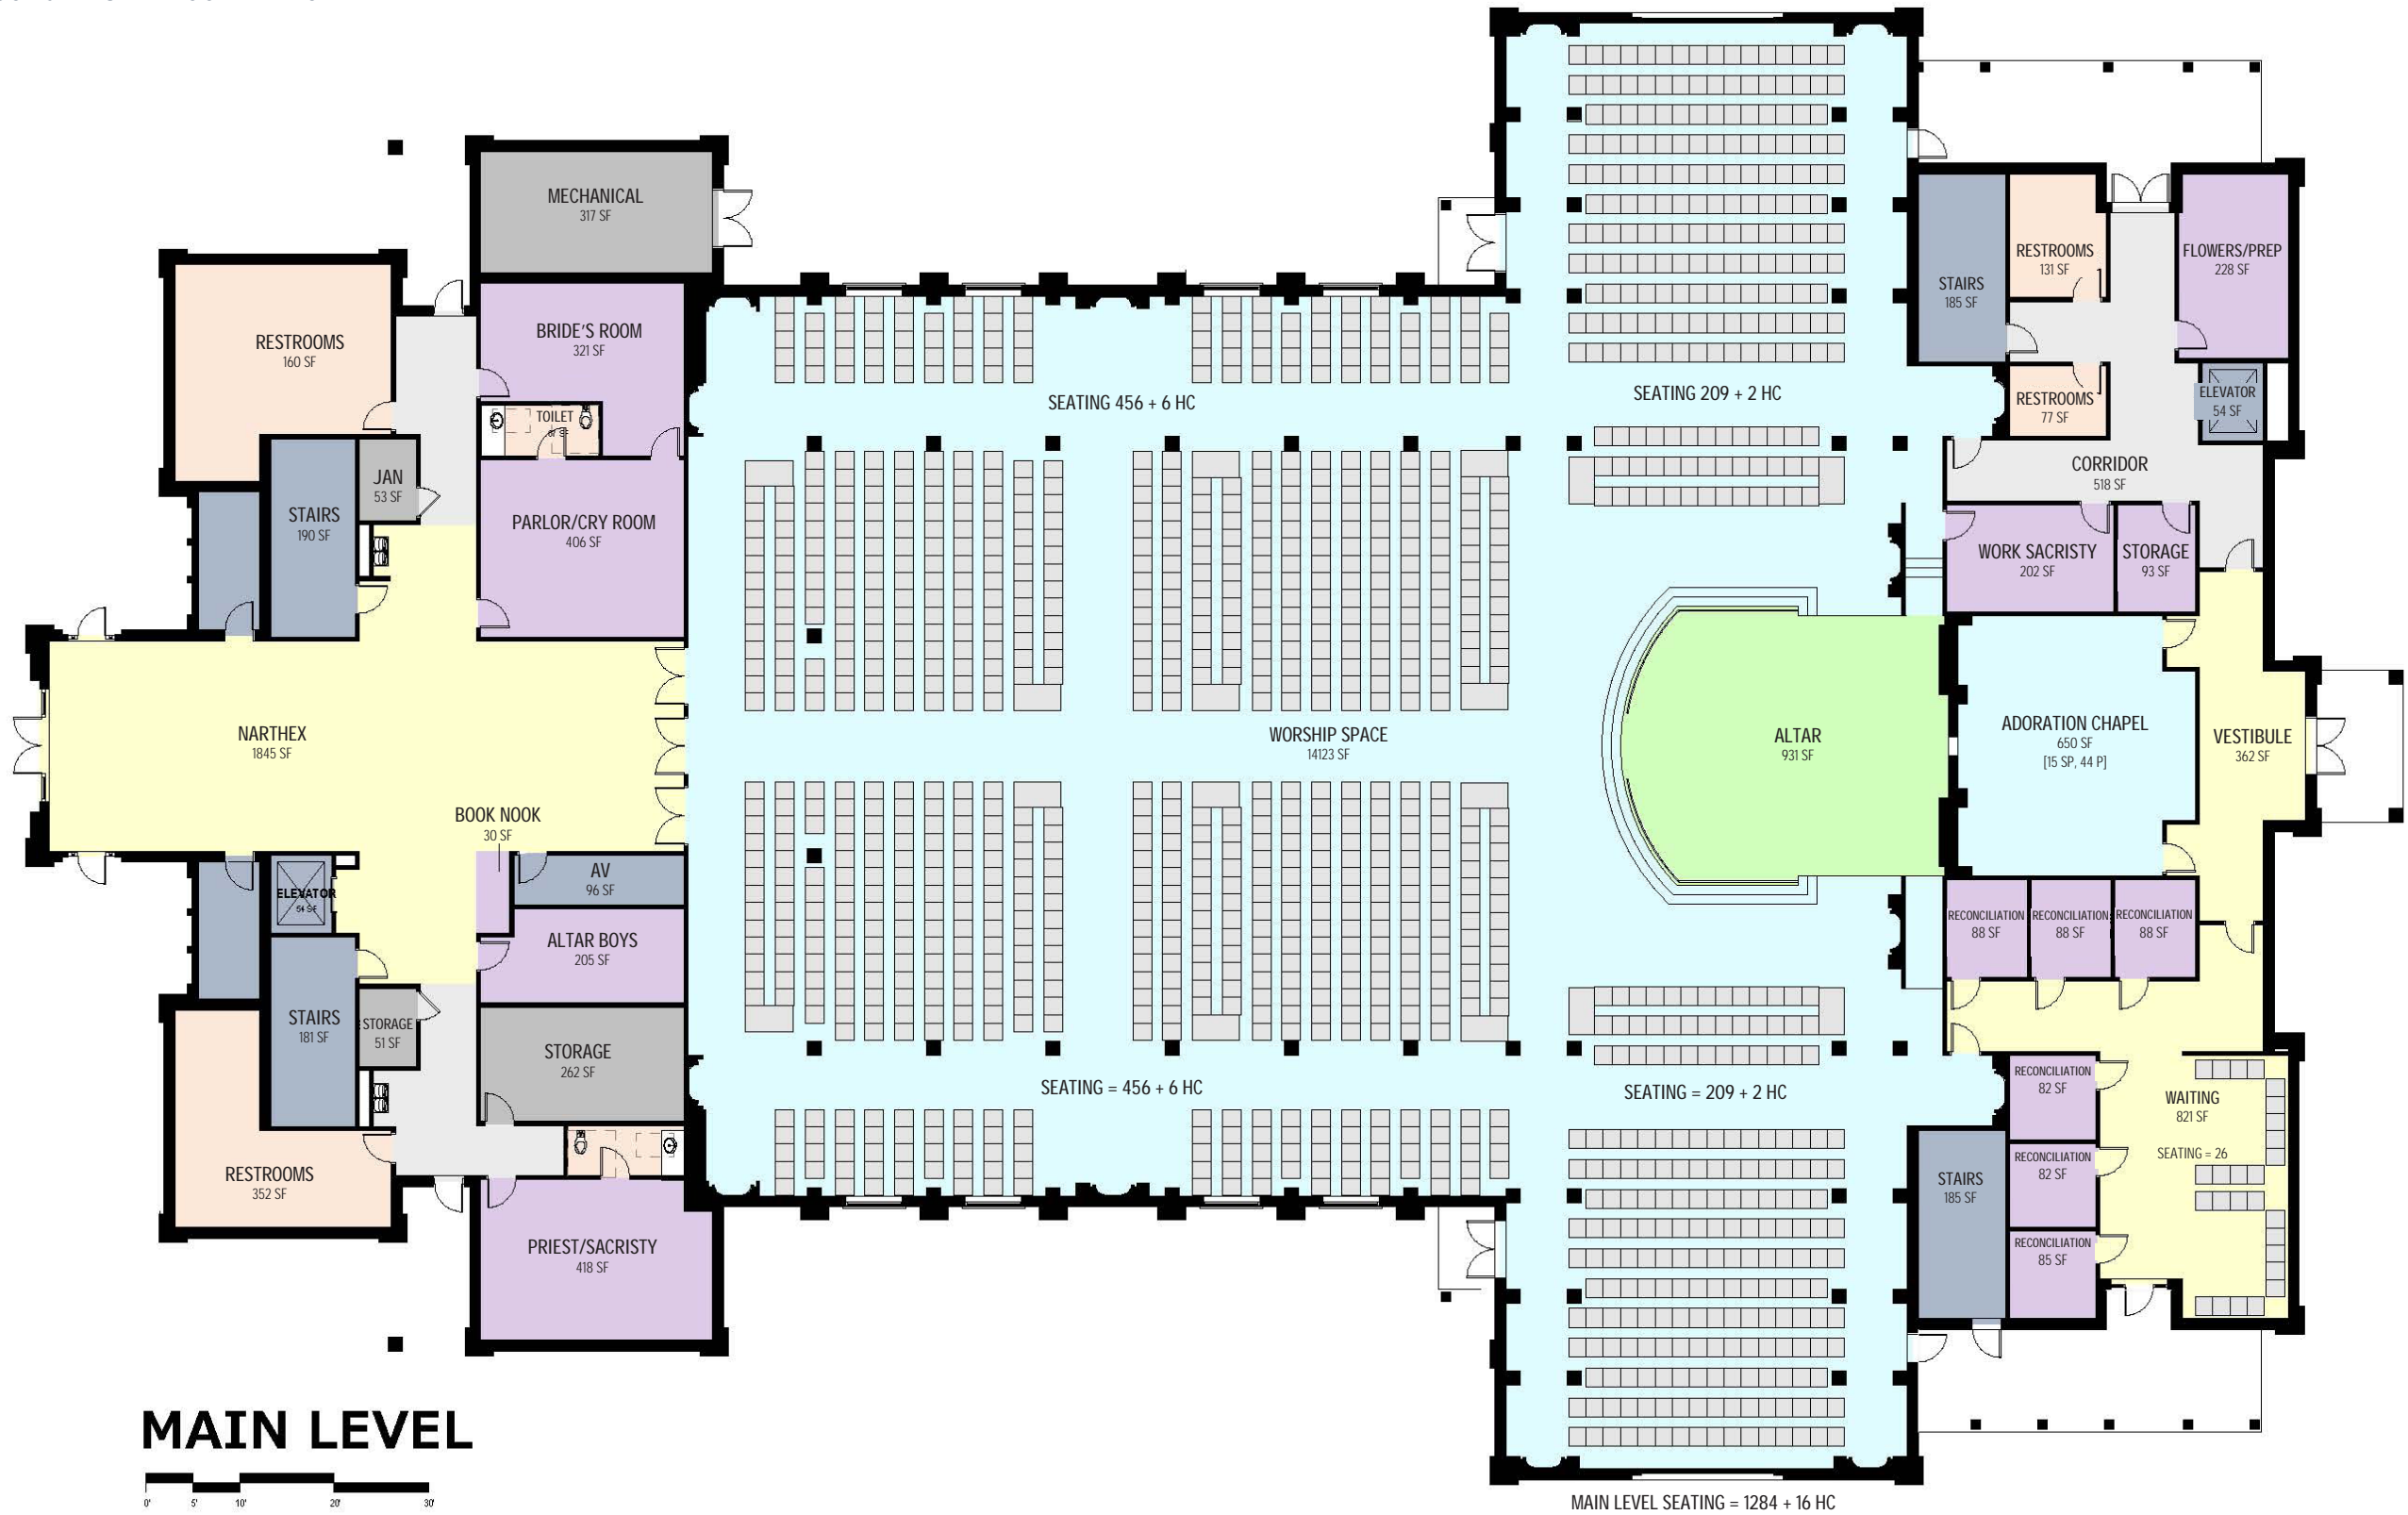 MECHANICAL
317 SF
RESTROOMS
160 SF
BRIDE'S ROOM
321 SF
TOILET
JAN
53 SF
STAIRS
190 SF
PARLOR/CRY ROOM
406 SF
NARTHEX
1845 SF
BOOK NOOK
30 SF
AV
96 SF
ELEVATOR
54 SF
ALTAR BOYS
205 SF
STAIRS
181 SF
STORAGE
51 SF
STORAGE
262 SF
RESTROOMS
352 SF
PRIEST/SACRISTY
418 SF
SEATING 456 + 6 HC
SEATING 209 + 2 HC
WORSHIP SPACE
14123 SF
ALTAR
931 SF
SEATING = 456 + 6 HC
SEATING = 209 + 2 HC
STAIRS
185 SF
RESTROOMS
131 SF
FLOWERS/PREP
228 SF
RESTROOMS
77 SF
ELEVATOR
54 SF
CORRIDOR
518 SF
WORK SACRISTY
202 SF
STORAGE
93 SF
ADORATION CHAPEL
650 SF
[15 SP, 44 P]
VESTIBULE
362 SF
RECONCILIATION
88 SF
RECONCILIATION
88 SF
RECONCILIATION
88 SF
RECONCILIATION
82 SF
WAITING
821 SF
SEATING = 26
RECONCILIATION
82 SF
STAIRS
185 SF
RECONCILIATION
85 SF
MAIN LEVEL
0' 5' 10' 20' 30'
MAIN LEVEL SEATING = 1284 + 16 HC